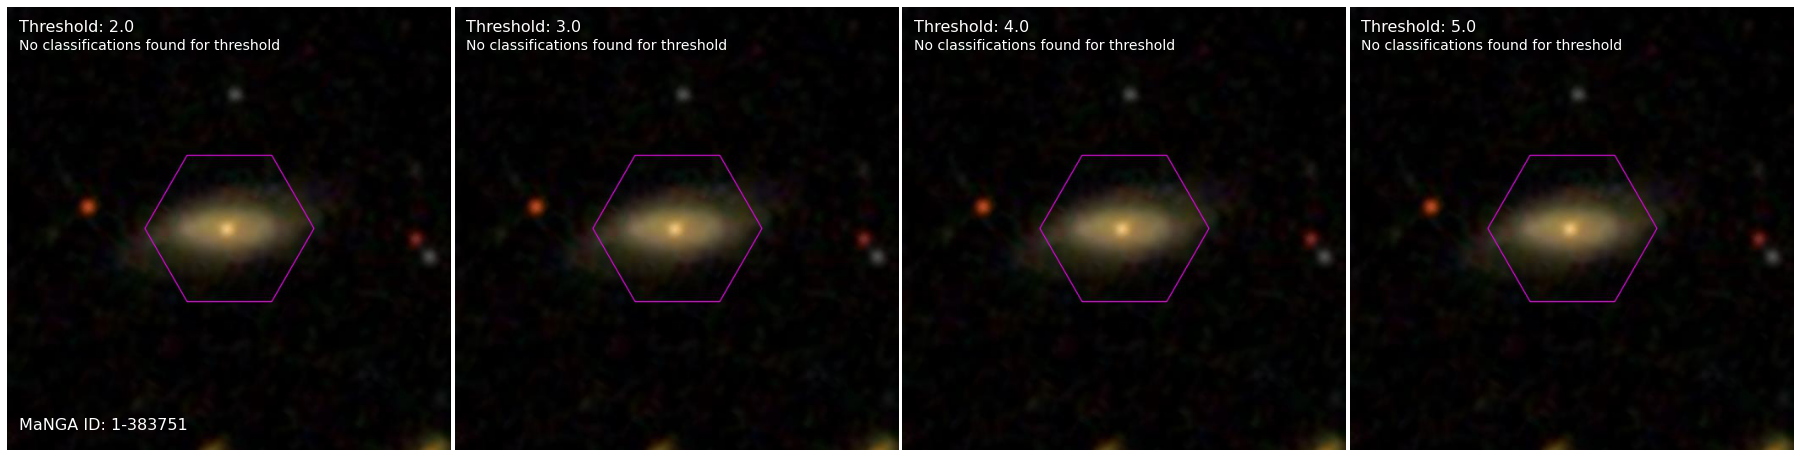 Threshold: 2.0
No classifications found for threshold
MaNGA ID: 1-383751
Threshold: 3.0
No classifications found for threshold
Threshold: 4.0
No classifications found for threshold
Threshold: 5.0
No classifications found for threshold